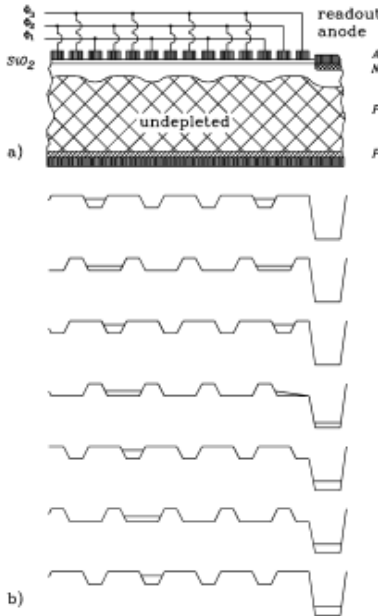 Φ₃ readout
Φ₂ anode
Φ₁
SiO₂
undepleted
a)
b)